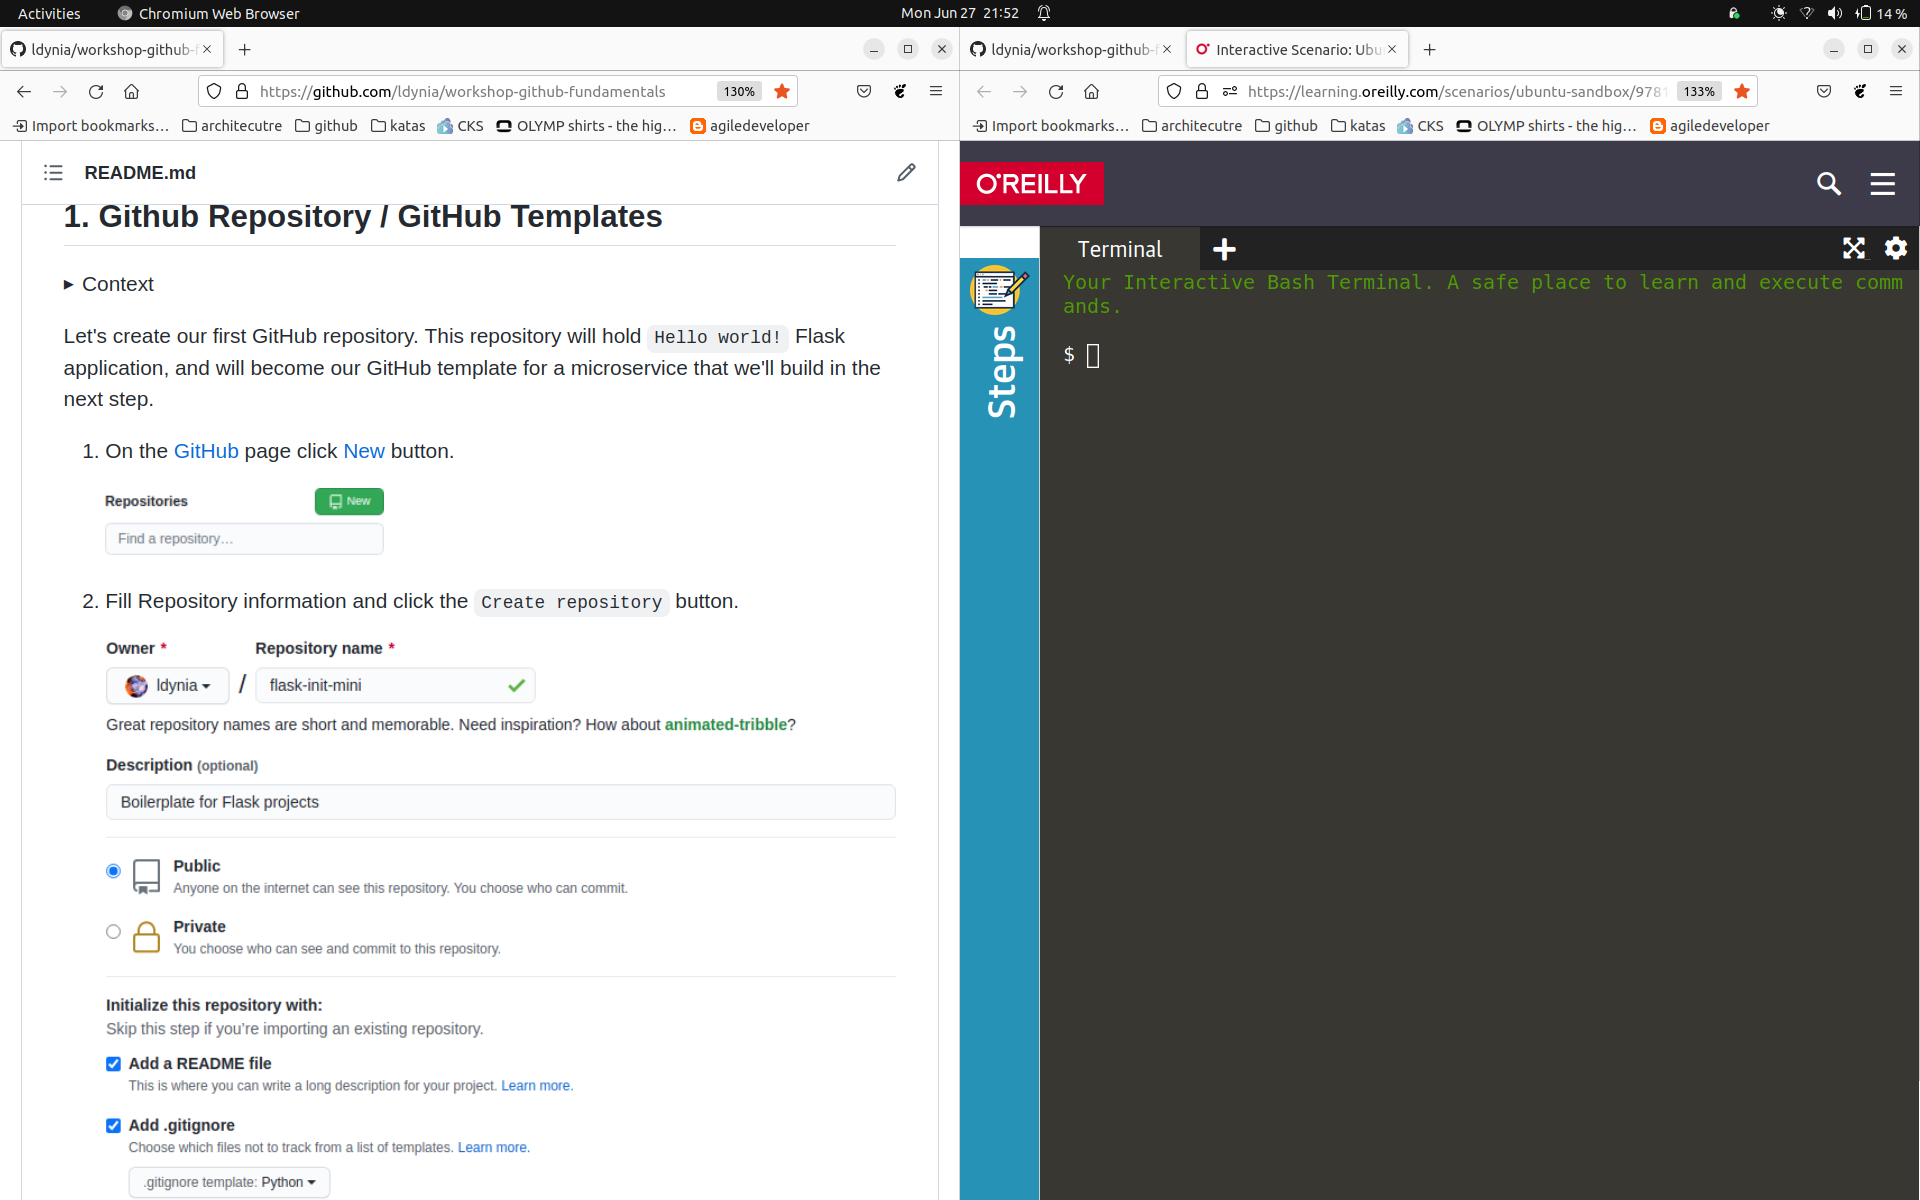 Activities
Chromium Web Browser
Mon Jun 27 21:52
14 %
ldynia/workshop-github-f
https://github.com/ldynia/workshop-github-fundamentals
130%
Import bookmarks...
architecutre
github
katas
CKS
OLYMP shirts - the hig...
agiledeveloper
README.md
1. Github Repository / GitHub Templates
Context
Let's create our first GitHub repository. This repository will hold Hello world! Flask
application, and will become our GitHub template for a microservice that we'll build in the
next step.
1. On the GitHub page click New button.
Repositories
New
Find a repository...
2. Fill Repository information and click the Create repository button.
Owner *
Repository name *
ldynia
/
flask-init-mini
Great repository names are short and memorable. Need inspiration? How about animated-tribble?
Description (optional)
Boilerplate for Flask projects
Public
Anyone on the internet can see this repository. You choose who can commit.
Private
You choose who can see and commit to this repository.
Initialize this repository with:
Skip this step if you're importing an existing repository.
Add a README file
This is where you can write a long description for your project. Learn more.
Add .gitignore
Choose which files not to track from a list of templates. Learn more.
.gitignore template: Python
ldynia/workshop-github-f
Interactive Scenario: Ubu
https://learning.oreilly.com/scenarios/ubuntu-sandbox/9781
133%
Import bookmarks...
architecutre
github
katas
CKS
OLYMP shirts - the hig...
agiledeveloper
O'REILLY
Terminal
Steps
Your Interactive Bash Terminal. A safe place to learn and execute comm
ands.
$